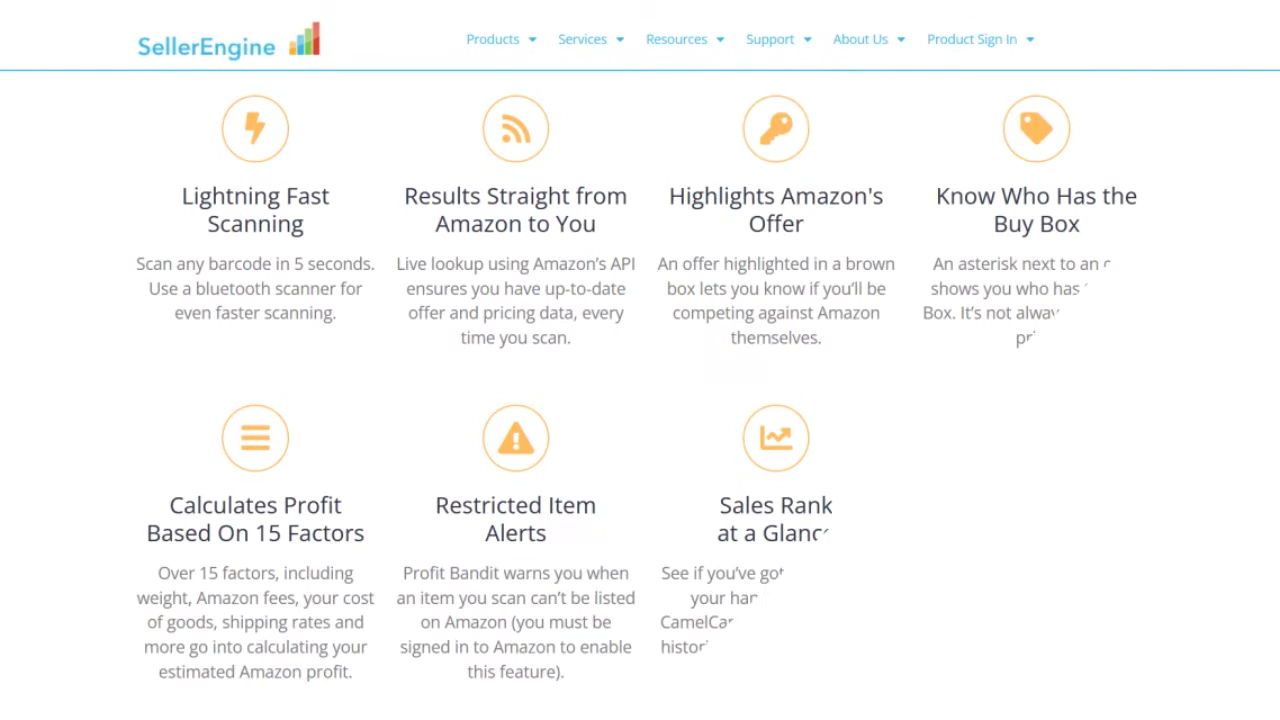 SellerEngine
Products
Services
Resources
Support
About Us
Product Sign In
Lightning Fast
Scanning
Scan any barcode in 5 seconds.
Use a bluetooth scanner for
even faster scanning.
Results Straight from
Amazon to You
Live lookup using Amazon's API
ensures you have up-to-date
offer and pricing data, every
time you scan.
Highlights Amazon's
Offer
An offer highlighted in a brown
box lets you know if you'll be
competing against Amazon
themselves.
Know Who Has the
Buy Box
An asterisk next to an
shows you who has
Box. It's not
Calculates Profit
Based On 15 Factors
Over 15 factors, including
weight, Amazon fees, your cost
of goods, shipping rates and
more go into calculating your
estimated Amazon profit.
Restricted Item
Alerts
Profit Bandit warns you when
an item you scan can't be listed
on Amazon (you must be
signed in to Amazon to enable
this feature).
Sales Rank
at a
See if you've
your